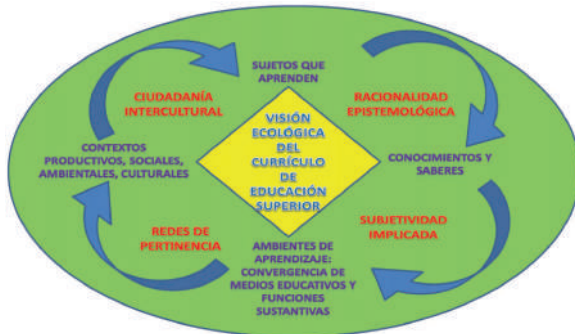 SUJETOS QUE
APRENDEN
CIUDADANÍA
INTERCULTURAL
RACIONALIDAD
EPISTEMOLÓGICA
VISIÓN
ECOLÓGICA
DEL
CURRÍCULO
DE
EDUCACIÓN
SUPERIOR
CONTEXTOS
PRODUCTIVOS, SOCIALES,
AMBIENTALES, CULTURALES
CONOCIMIENTOS Y
SABERES
REDES DE
PERTINENCIA
SUBJETIVIDAD
IMPLICADA
AMBIENTES DE
APRENDIZAJE:
CONVERGENCIA DE
MEDIOS EDUCATIVOS Y
FUNCIONES
SUSTANTIVAS